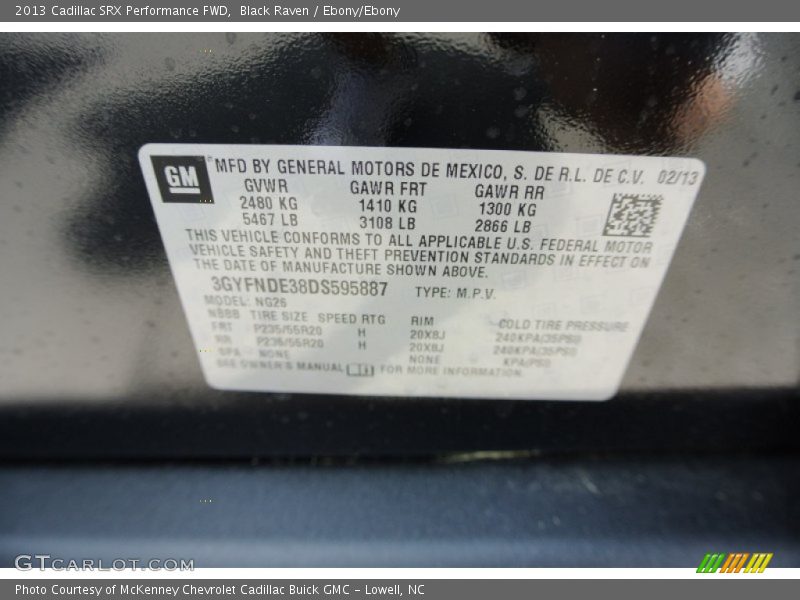 2013 Cadillac SRX Performance FWD,  Black Raven / Ebony/Ebony
GM MFD BY GENERAL MOTORS DE MEXICO, S. DE R.L. DE C.V. 02/13
GVWR GAWR FRT GAWR RR
2480 KG 1410 KG 1300 KG
5467 LB 3108 LB 2866 LB
THIS VEHICLE CONFORMS TO ALL APPLICABLE U.S. FEDERAL MOTOR
VEHICLE SAFETY AND THEFT PREVENTION STANDARDS IN EFFECT ON
THE DATE OF MANUFACTURE SHOWN ABOVE.
3GYFNDE38DS595887 TYPE: M.P.V.
MODEL: NG26
TIRE SIZE SPEED RTG RIM COLD TIRE PRESSURE
FRT P235/55R20 H 20X8J 240KPA/35PSI
RR P235/55R20 H 20X8J 240KPA/35PSI
SPA NONE NONE KPA/PSI
SEE OWNER'S MANUAL FOR MORE INFORMATION.
GTcarlot.com
Photo Courtesy of McKenney Chevrolet Cadillac Buick GMC – Lowell, NC